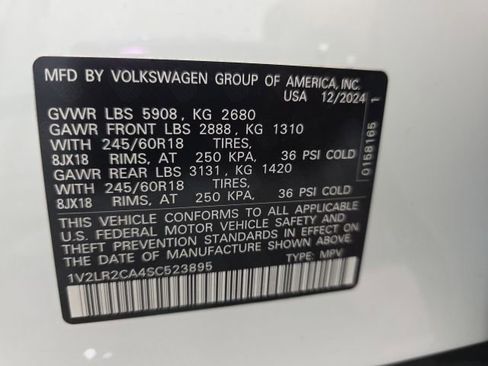 MFD BY VOLKSWAGEN GROUP OF AMERICA, INC.
USA 12/2024
GVWR LBS 5908, KG 2680
GAWR FRONT LBS 2888, KG 1310
WITH 245/60R18 TIRES,
8JX18 RIMS, AT 250 KPA, 36 PSI COLD
GAWR REAR LBS 3131, KG 1420
WITH 245/60R18 TIRES,
8JX18 RIMS, AT 250 KPA, 36 PSI COLD
THIS VEHICLE CONFORMS TO ALL APPLICABLE
U.S. FEDERAL MOTOR VEHICLE SAFETY AND
THEFT PREVENTION STANDARDS IN EFFECT ON
THE DATE OF MANUFACTURE SHOWN ABOVE.
1V2LR2CA4SC523895 TYPE: MPV
0158165 1